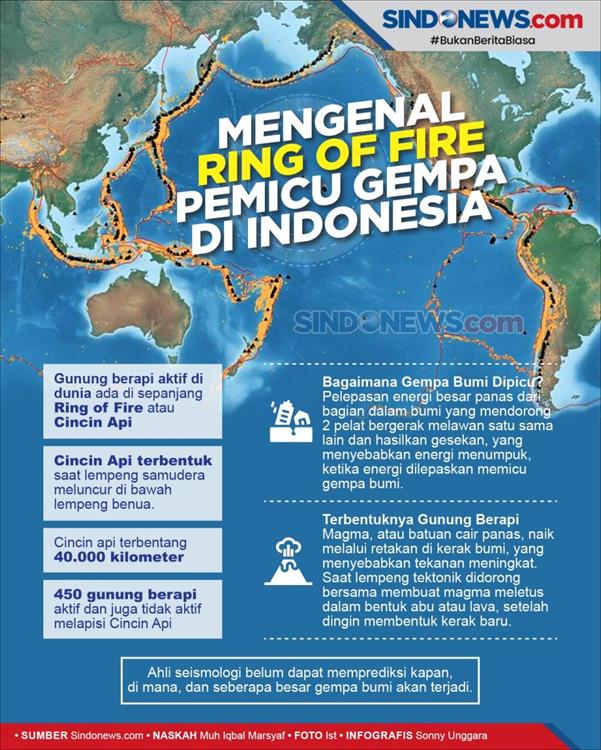 SINDONEWS.com
#BukanBeritaBiasa
MENGENAL
RING OF FIRE
PEMICU GEMPA
DI INDONESIA
SINDONEWS.com
Gunung berapi aktif di
dunia ada di sepanjang
Ring of Fire atau
Cincin Api
Cincin Api terbentuk
saat lempeng samudera
meluncur di bawah
lempeng benua.
Cincin api terbentang
40.000 kilometer
450 gunung berapi
aktif dan juga tidak aktif
melapisi Cincin Api
Bagaimana Gempa Bumi Dipicu?
Pelepasan energi besar panas dari
bagian dalam bumi yang mendorong
2 pelat bergerak melawan satu sama
lain dan hasilkan gesekan, yang
menyebabkan energi menumpuk,
ketika energi dilepaskan memicu
gempa bumi.
Terbentuknya Gunung Berapi
Magma, atau batuan cair panas, naik
melalui retakan di kerak bumi, yang
menyebabkan tekanan meningkat.
Saat lempeng tektonik didorong
bersama membuat magma meletus
dalam bentuk abu atau lava, setelah
dingin membentuk kerak baru.
Ahli seismologi belum dapat memprediksi kapan,
di mana, dan seberapa besar gempa bumi akan terjadi.
• SUMBER Sindonews.com • NASKAH Muh Iqbal Marsyaf • FOTO Ist • INFOGRAFIS Sonny Unggara